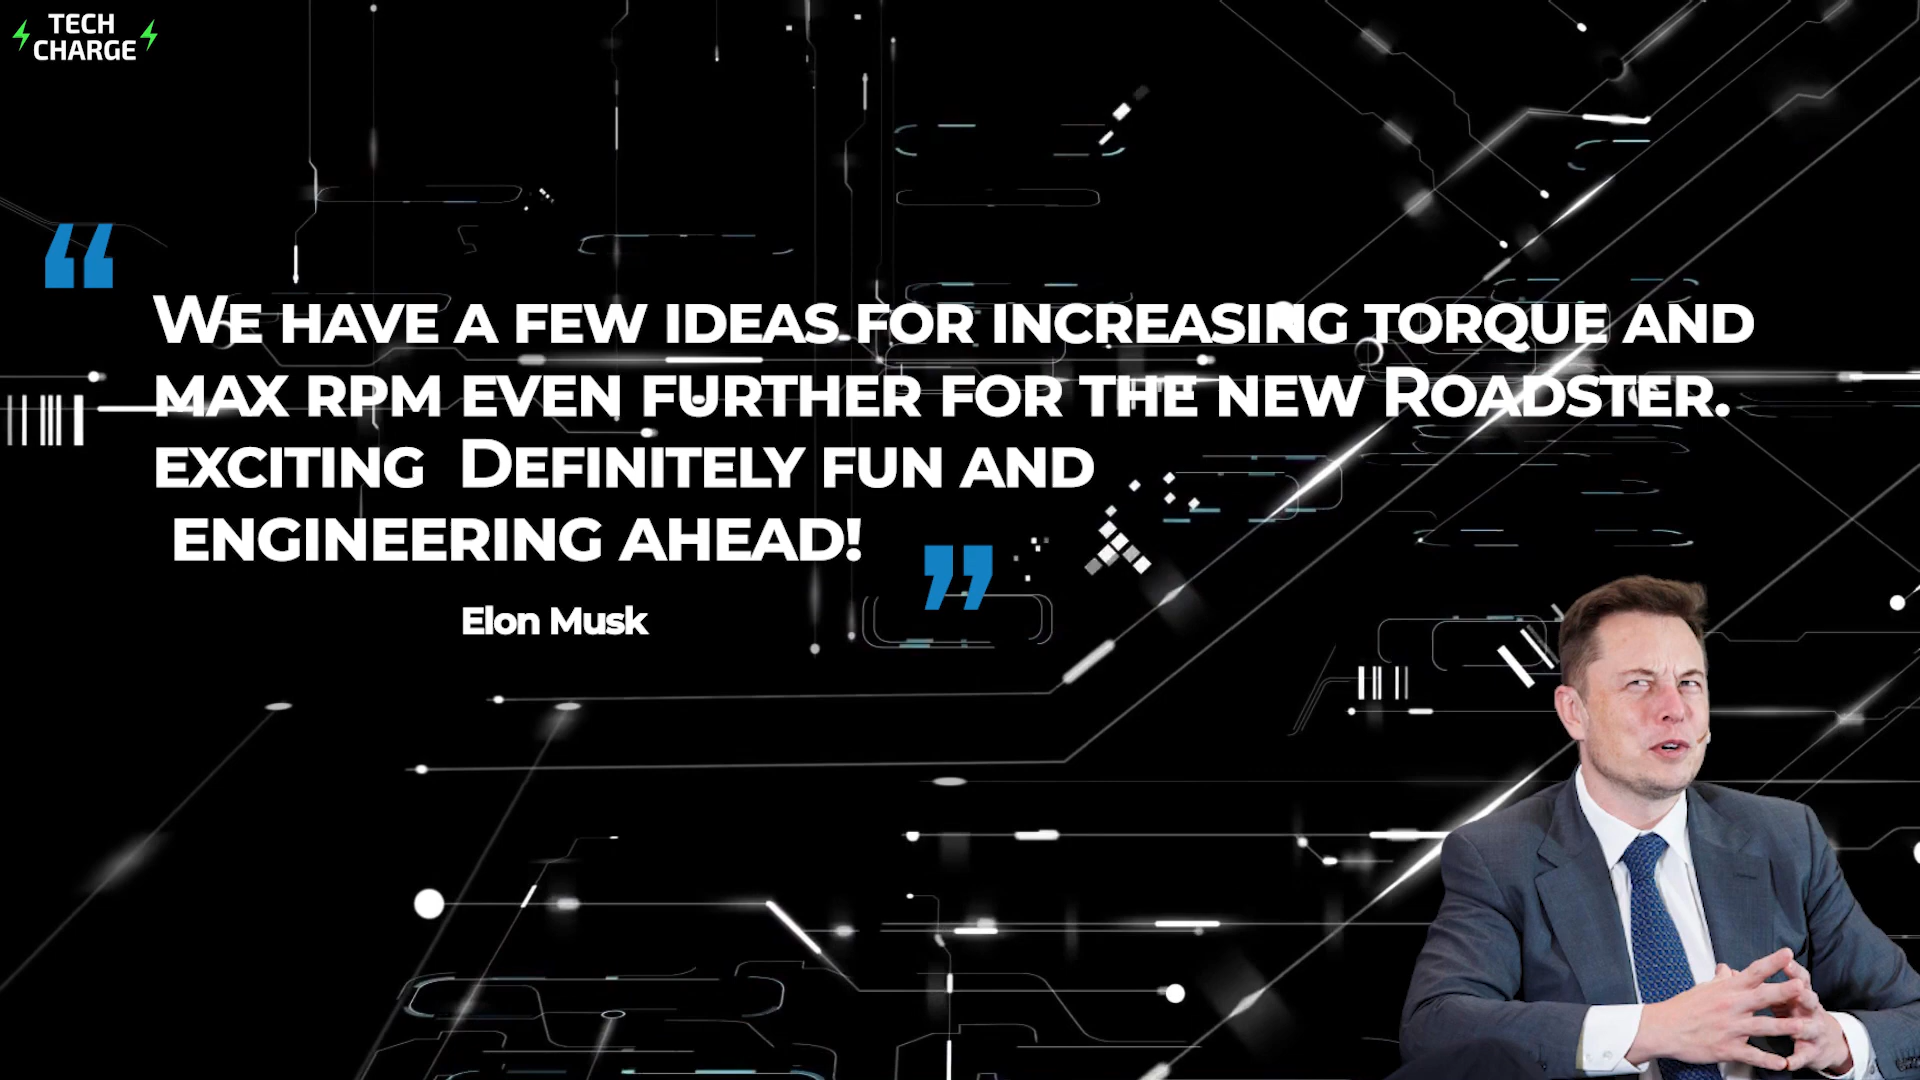 TECH
CHARGE
“
WE HAVE A FEW IDEAS FOR INCREASING TORQUE AND
MAX RPM EVEN FURTHER FOR THE NEW ROADSTER.
EXCITING DEFINITELY FUN AND
ENGINEERING AHEAD!
”
Elon Musk